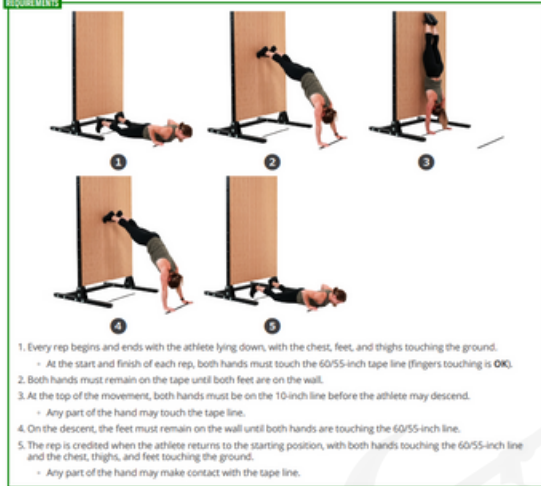 REQUIREMENTS
1
2
3
4
5
1. Every rep begins and ends with the athlete lying down, with the chest, feet, and thighs touching the ground.
◦ At the start and finish of each rep, both hands must touch the 60/55-inch tape line (fingers touching is OK).
2. Both hands must remain on the tape until both feet are on the wall.
3. At the top of the movement, both hands must be on the 10-inch line before the athlete may descend.
◦ Any part of the hand may touch the tape line.
4. On the descent, the feet must remain on the wall until both hands are touching the 60/55-inch line.
5. The rep is credited when the athlete returns to the starting position, with both hands touching the 60/55-inch line
and the chest, thighs, and feet touching the ground.
◦ Any part of the hand may make contact with the tape line.